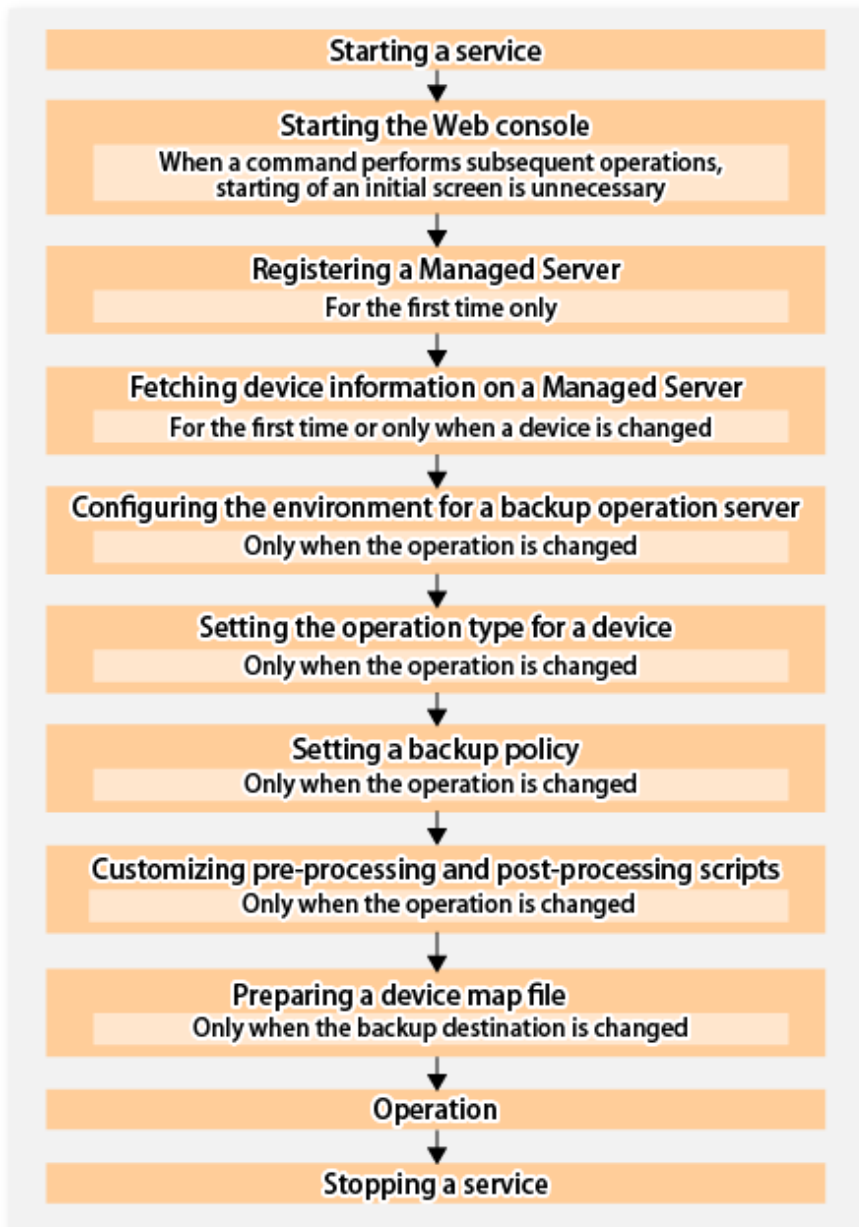 Starting a service
Starting the Web console
When a command performs subsequent operations,
starting of an initial screen is unnecessary
Registering a Managed Server
For the first time only
Fetching device information on a Managed Server
For the first time or only when a device is changed
Configuring the environment for a backup operation server
Only when the operation is changed
Setting the operation type for a device
Only when the operation is changed
Setting a backup policy
Only when the operation is changed
Customizing pre-processing and post-processing scripts
Only when the operation is changed
Preparing a device map file
Only when the backup destination is changed
Operation
Stopping a service